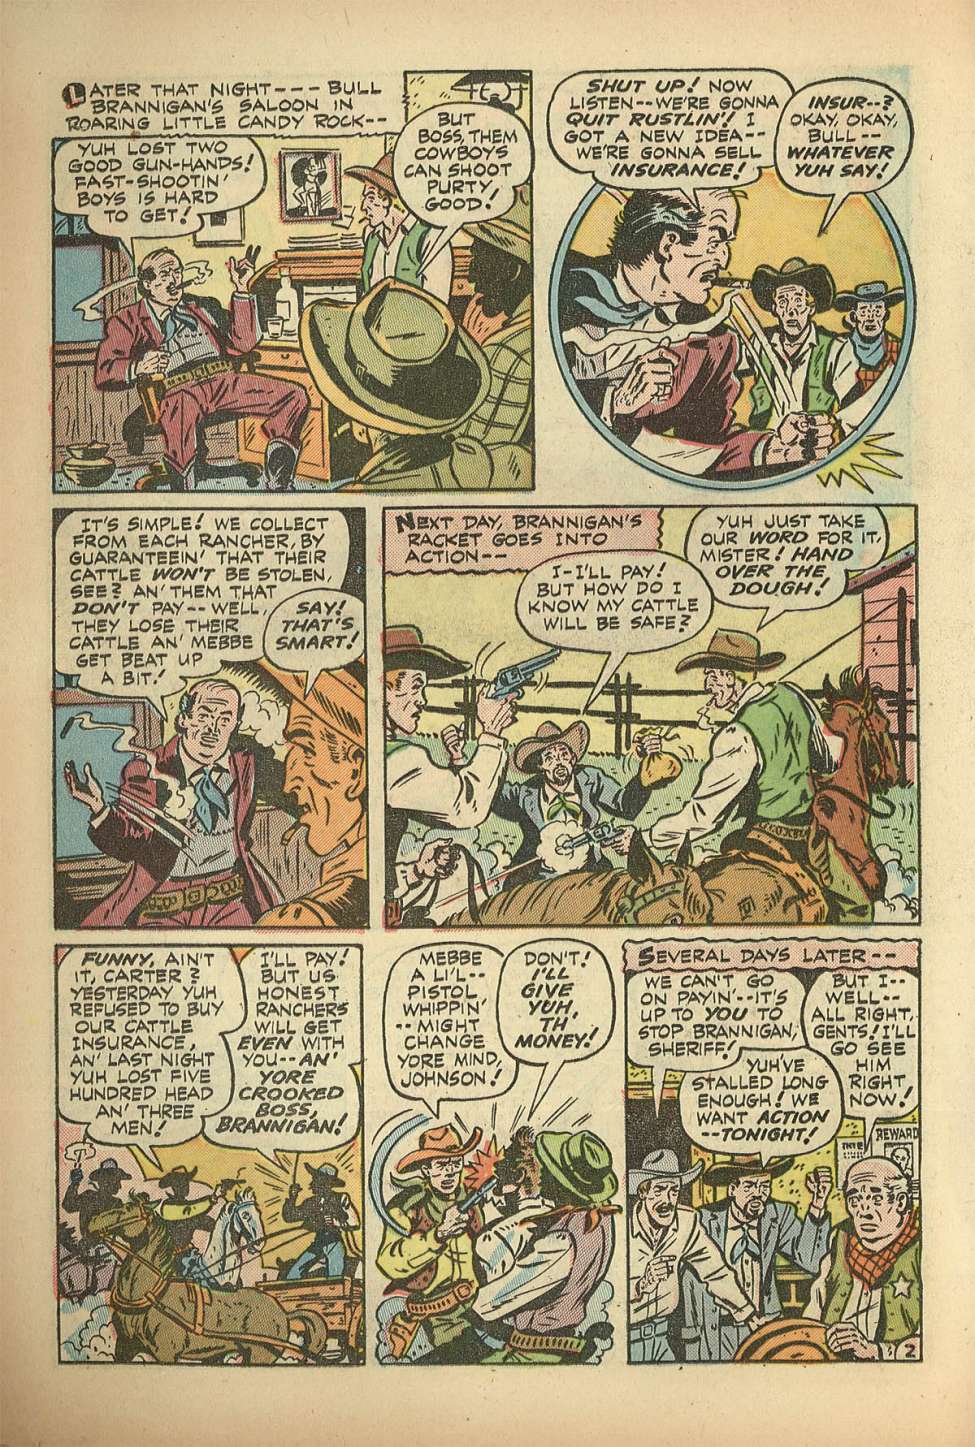 LATER THAT NIGHT--- BULL
BRANNIGAN'S SALOON IN
ROARING LITTLE CANDY ROCK--
YUH LOST TWO
GOOD GUN-HANDS!
FAST-SHOOTIN'
BOYS IS HARD
TO GET!
BUT
BOSS, THEM
COWBOYS
CAN SHOOT
PURTY
GOOD!
SHUT UP! NOW
LISTEN--WE'RE GONNA
QUIT RUSTLIN'! I
GOT A NEW IDEA--
WE'RE GONNA SELL
INSURANCE!
INSUR--?
OKAY, OKAY,
BULL--
WHATEVER
YUH SAY!
IT'S SIMPLE! WE COLLECT
FROM EACH RANCHER, BY
GUARANTEEIN' THAT THEIR
CATTLE WON'T BE STOLEN,
SEE? AN' THEM THAT
DON'T PAY--WELL,
THEY LOSE THEIR
CATTLE AN' MEBBE
GET BEAT UP
A BIT!
SAY!
THAT'S
SMART!
NEXT DAY, BRANNIGAN'S
RACKET GOES INTO
ACTION--
I-I'LL PAY!
BUT HOW DO I
KNOW MY CATTLE
WILL BE SAFE?
YUH JUST TAKE
OUR WORD FOR IT,
MISTER! HAND
OVER THE
DOUGH!
FUNNY, AIN'T
IT, CARTER?
YESTERDAY YUH
REFUSED TO BUY
OUR CATTLE
INSURANCE,
AN' LAST NIGHT
YUH LOST FIVE
HUNDRED HEAD
AN' THREE
MEN!
I'LL PAY!
BUT US
HONEST
RANCHERS
WILL GET
EVEN WITH
YOU--AN'
YORE
CROOKED
BOSS,
BRANNIGAN!
MEBBE
A LI'L--
PISTOL
WHIPPIN'
--MIGHT
CHANGE
YORE MIND,
JOHNSON!
DON'T!
I'LL
GIVE
YUH,
TH'
MONEY!
SEVERAL DAYS LATER--
WE CAN'T GO
ON PAYIN'--IT'S
UP TO YOU TO
STOP BRANNIGAN,
SHERIFF!
YUH'VE
STALLED LONG
ENOUGH! WE
WANT ACTION
--TONIGHT!
BUT I--
WELL--
ALL RIGHT,
GENTS! I'LL
GO SEE
HIM
RIGHT
NOW!
REWARD
2